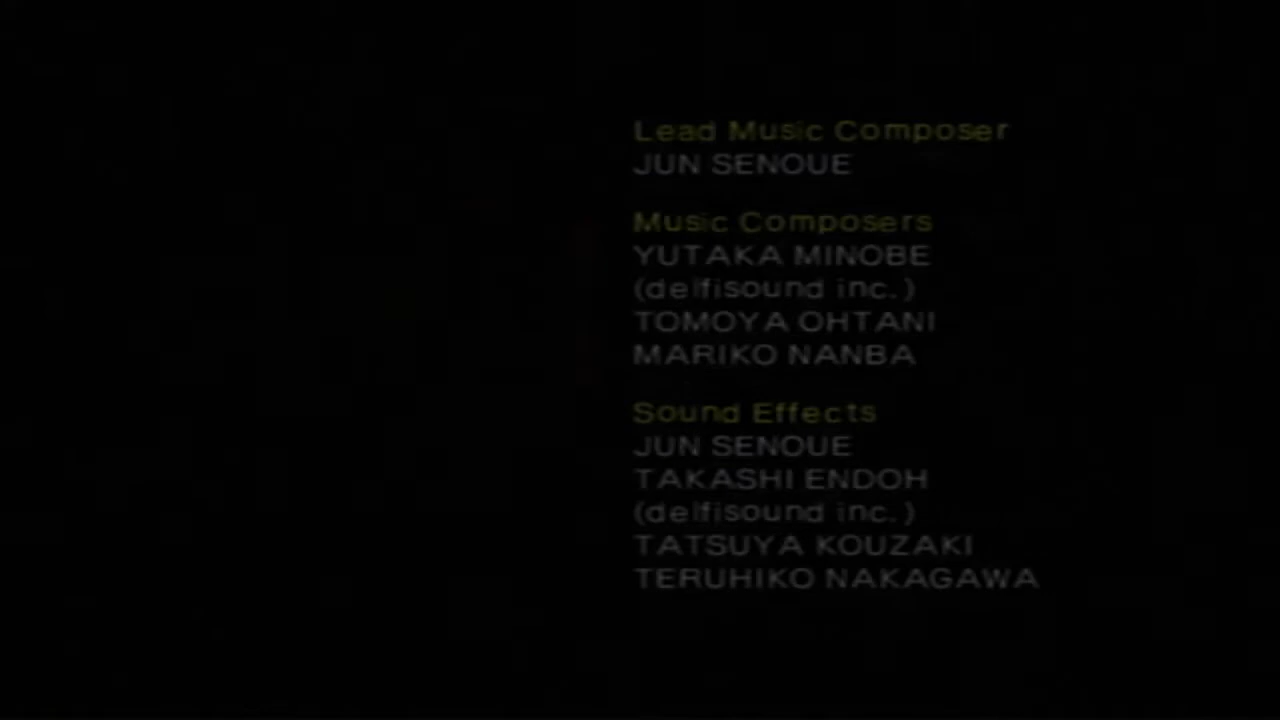 Lead Music Composer
JUN SENOUE
Music Composers
YUTAKA MINOBE
(delfisound inc.)
TOMOYA OHTANI
MARIKO NANBA
Sound Effects
JUN SENOUE
TAKASHI ENDOH
(delfisound inc.)
TATSUYA KOUZAKI
TERUHIKO NAKAGAWA